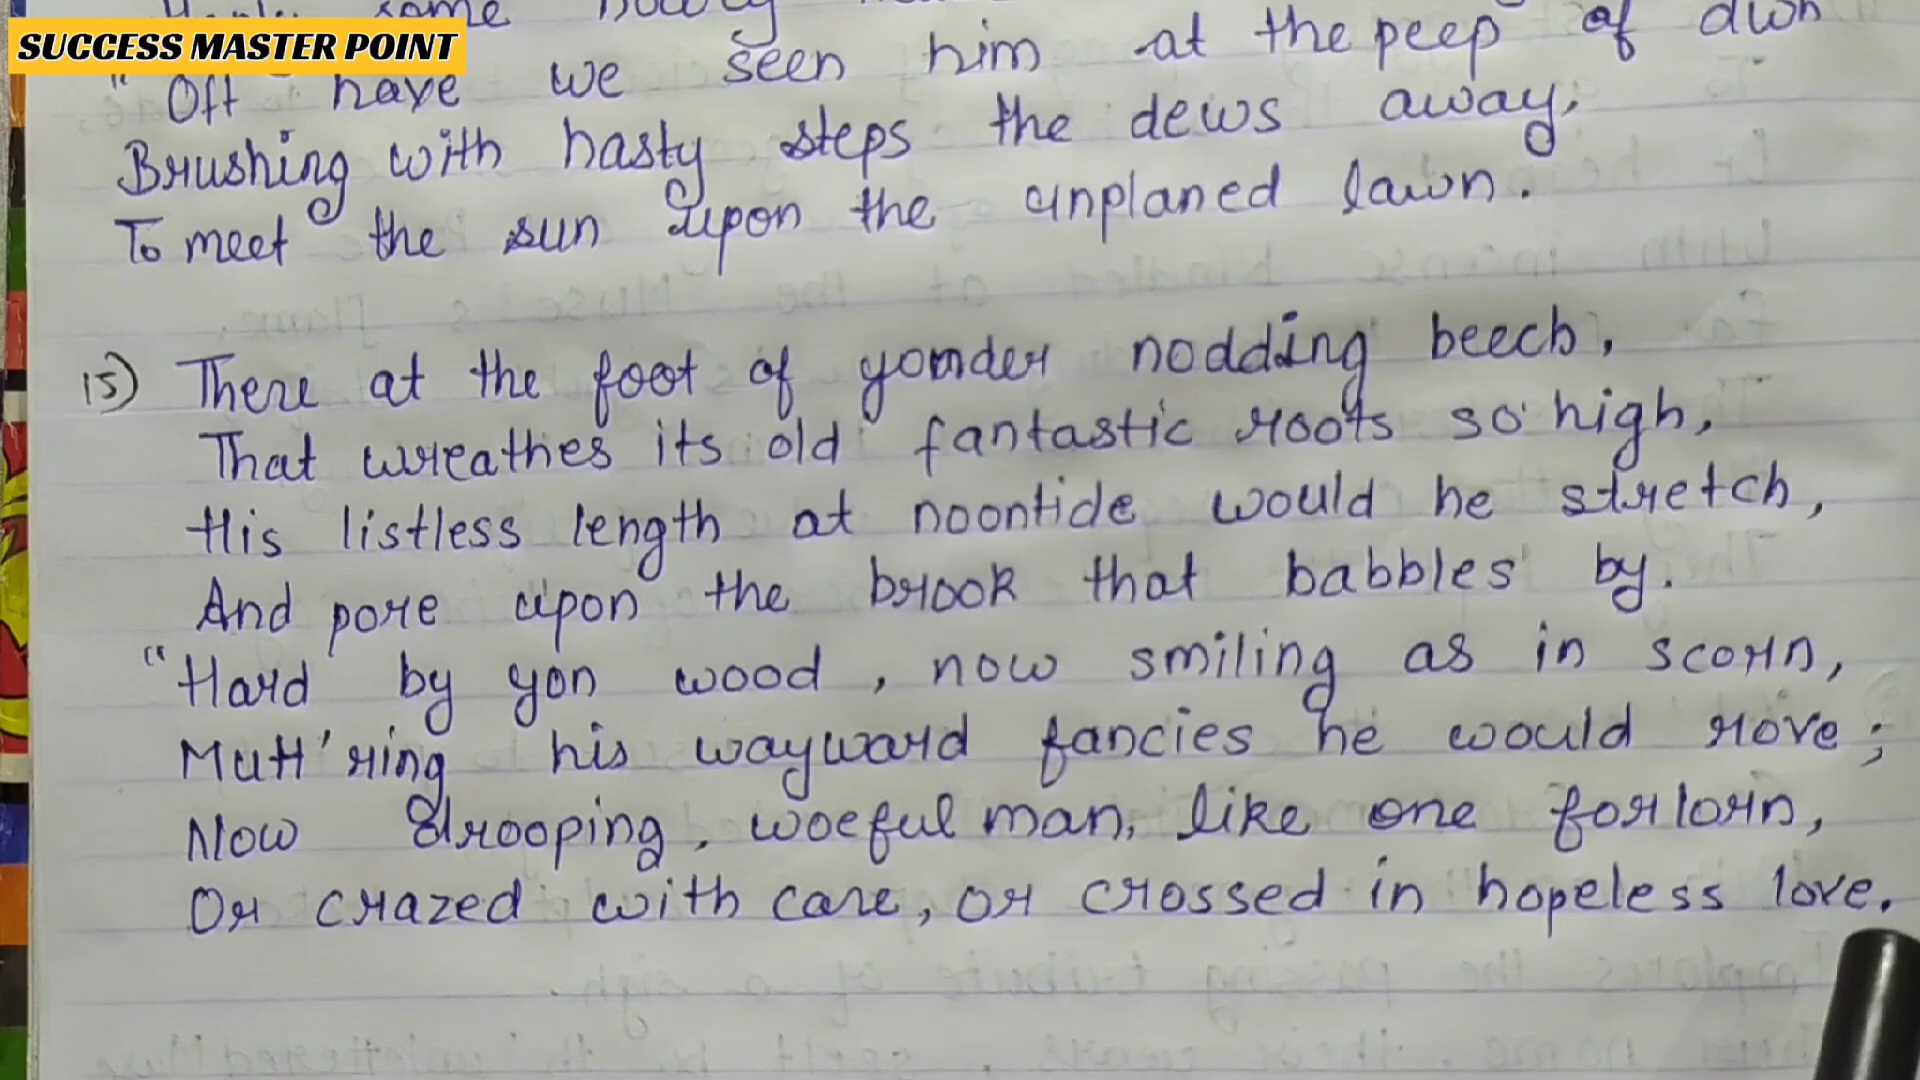 some
SUCCESS MASTER POINT
"Oft have we seen him at the peep of dwn
Brushing with hasty steps the dews away,
To meet the sun upon the unplaned lawn.
15) There at the foot of yonder nodding beech,
That wreathes its old fantastic roots so high,
His listless length at noontide would he stretch,
And pore upon the brook that babbles by.
"Hard by yon wood, now smiling as in scorn,
Mutt'ring his wayward fancies he would rove;
Now drooping, woeful man, like one forlorn,
Or crazed with care, or crossed in hopeless love.